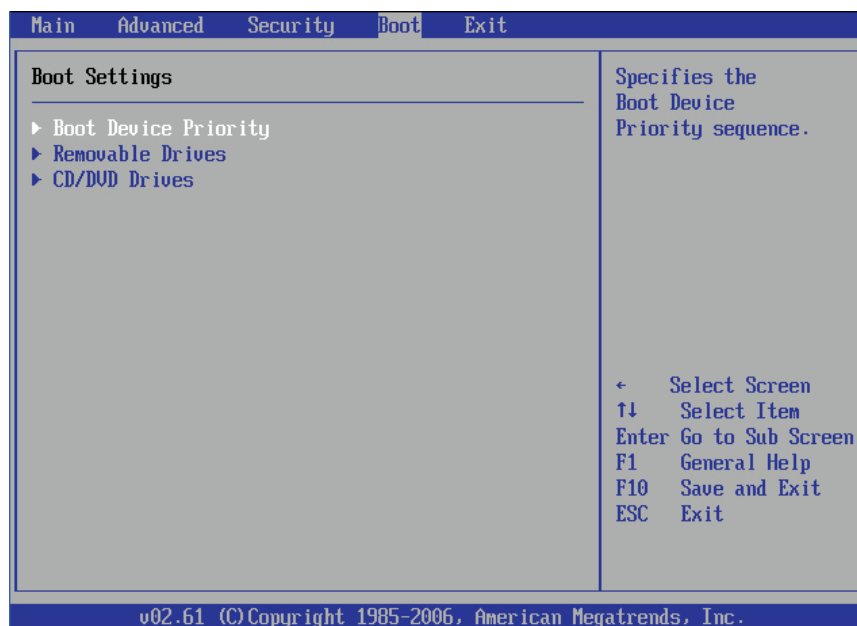 Main Advanced Security Boot Exit
Boot Settings
▶ Boot Device Priority
▶ Removable Drives
▶ CD/DVD Drives
Specifies the
Boot Device
Priority sequence.
← Select Screen
↑↓ Select Item
Enter Go to Sub Screen
F1 General Help
F10 Save and Exit
ESC Exit
v02.61 (C)Copyright 1985-2006, American Megatrends, Inc.